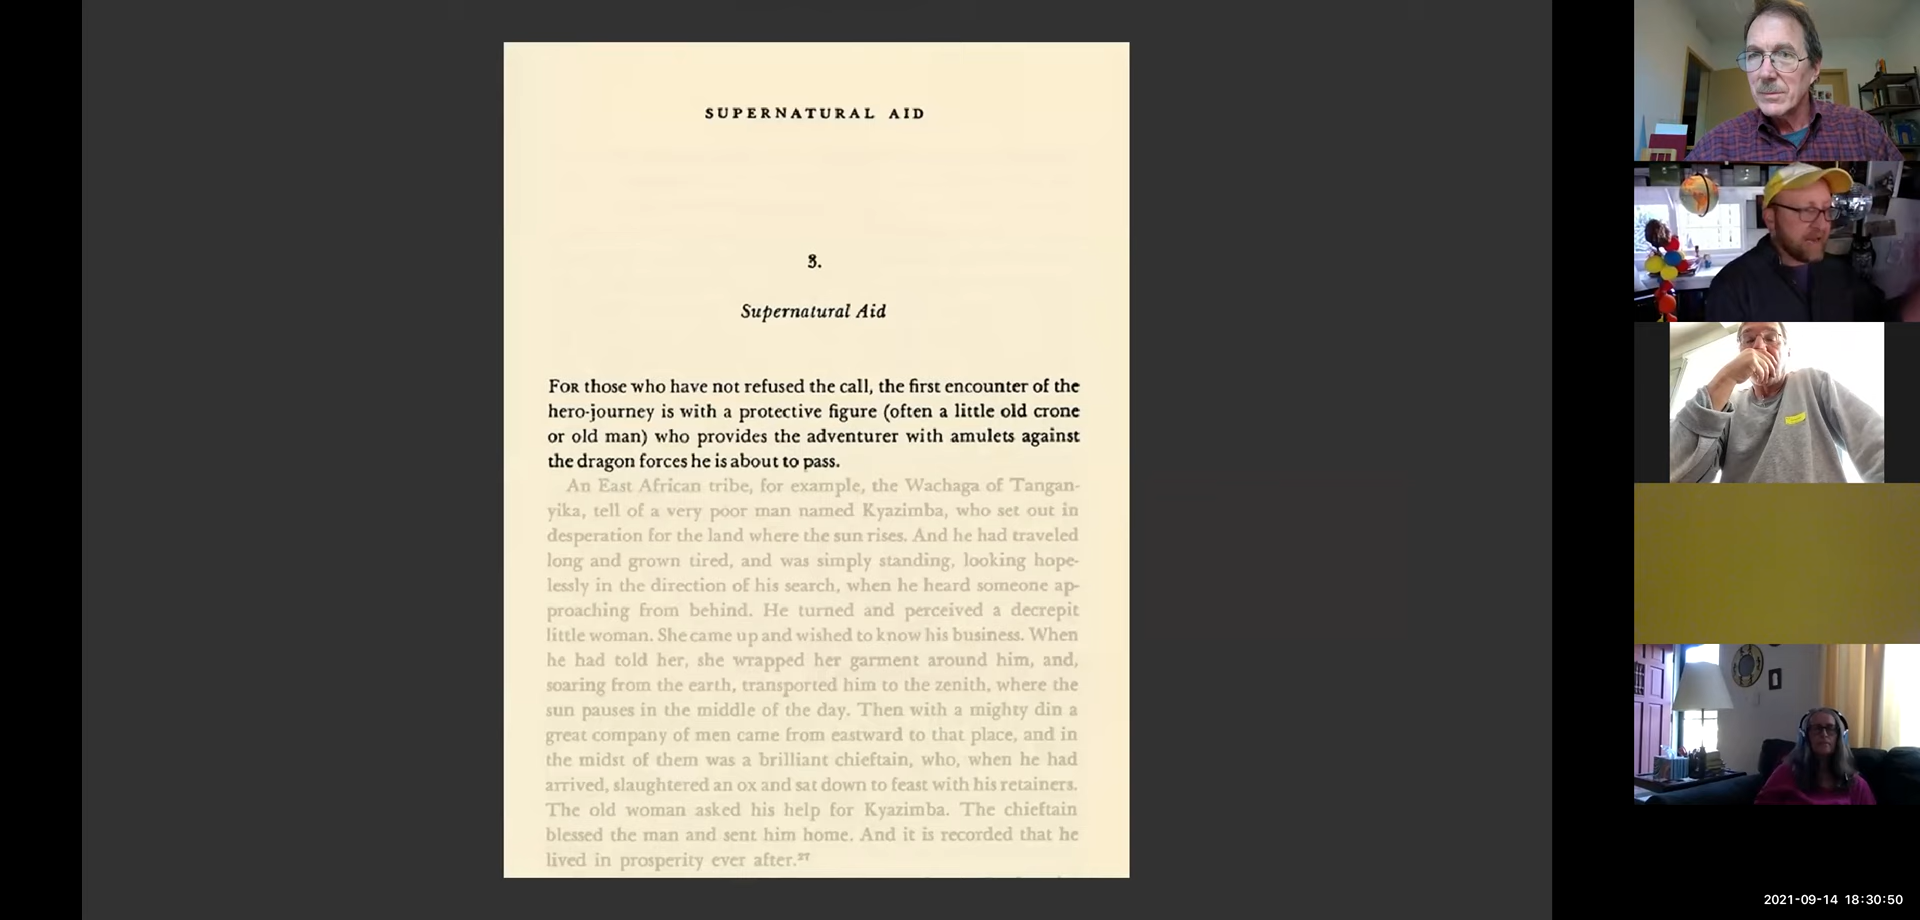 SUPERNATURAL AID
3.
Supernatural Aid
FOR those who have not refused the call, the first encounter of the
hero-journey is with a protective figure (often a little old crone
or old man) who provides the adventurer with amulets against
the dragon forces he is about to pass.
An East African tribe, for example, the Wachaga of Tangan-
yika, tell of a very poor man named Kyazimba, who set out in
desperation for the land where the sun rises. And he had traveled
long and grown tired, and was simply standing, looking hope-
lessly in the direction of his search, when he heard someone ap-
proaching from behind. He turned and perceived a decrepit
little woman. She came up and wished to know his business. When
he had told her, she wrapped her garment around him, and,
soaring from the earth, transported him to the zenith, where the
sun pauses in the middle of the day. Then with a mighty din a
great company of men came from eastward to that place, and in
the midst of them was a brilliant chieftain, who, when he had
arrived, slaughtered an ox and sat down to feast with his retainers.
The old woman asked his help for Kyazimba. The chieftain
blessed the man and sent him home. And it is recorded that he
lived in prosperity ever after.27
2021-09-14 18:30:50